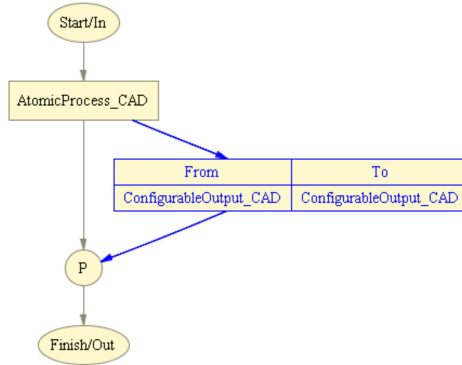 Start/In
AtomicProcess_CAD
From To
ConfigurableOutput_CAD ConfigurableOutput_CAD
P
Finish/Out